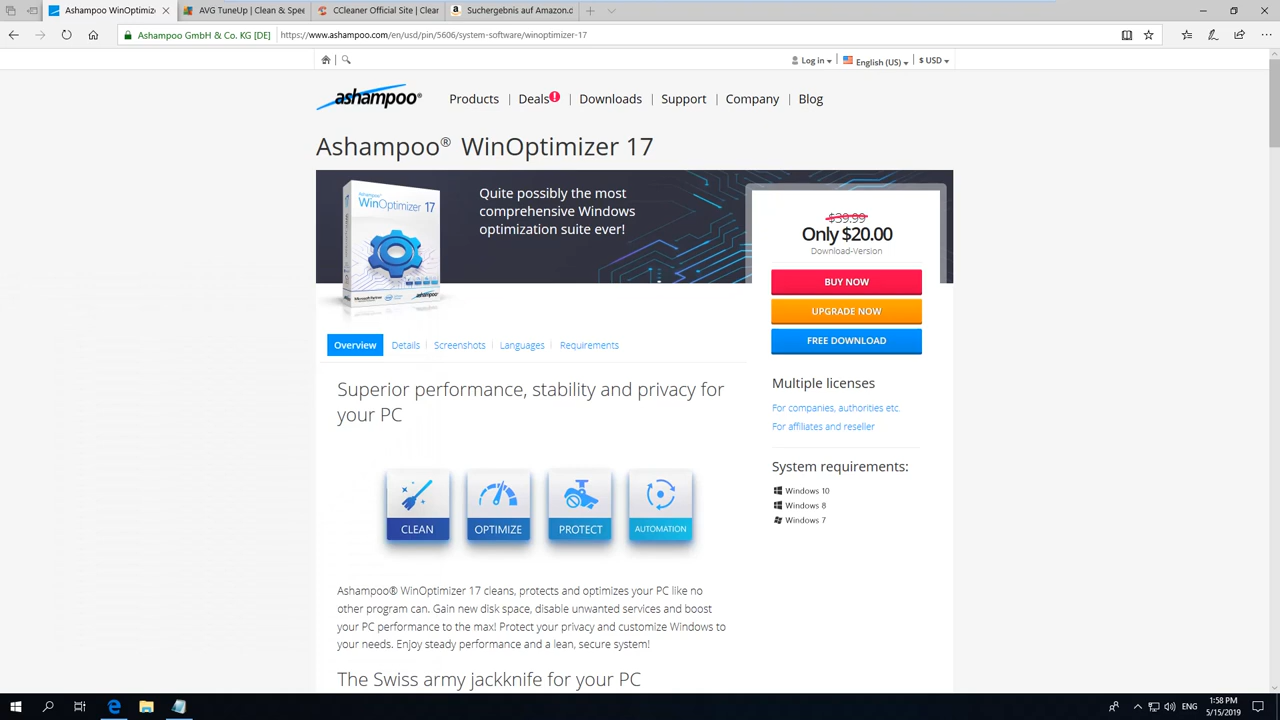 Ashampoo WinOptimize
AVG TuneUp | Clean & Spee
CCleaner Official Site | Clear
Suchergebnis auf Amazon.c
Ashampoo GmbH & Co. KG [DE]
https://www.ashampoo.com/en/usd/pin/5606/system-software/winoptimizer-17
Log in
English (US)
$ USD
ashampoo®
Products
Deals!
Downloads
Support
Company
Blog
Ashampoo® WinOptimizer 17
Ashampoo®
WinOptimizer 17
ashampoo
Quite possibly the most
comprehensive Windows
optimization suite ever!
$39.99
Only $20.00
Download-Version
BUY NOW
UPGRADE NOW
FREE DOWNLOAD
Overview
Details
Screenshots
Languages
Requirements
Superior performance, stability and privacy for
your PC
CLEAN
OPTIMIZE
PROTECT
AUTOMATION
Ashampoo® WinOptimizer 17 cleans, protects and optimizes your PC like no
other program can. Gain new disk space, disable unwanted services and boost
your PC performance to the max! Protect your privacy and customize Windows to
your needs. Enjoy steady performance and a lean, secure system!
The Swiss army jackknife for your PC
Multiple licenses
For companies, authorities etc.
For affiliates and reseller
System requirements:
Windows 10
Windows 8
Windows 7
ENG
1:58 PM
5/15/2019